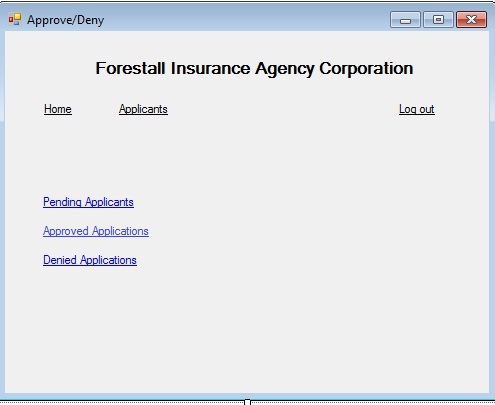 Approve/Deny
Forestall Insurance Agency Corporation
Home Applicants Log out
Pending Applicants
Approved Applications
Denied Applications